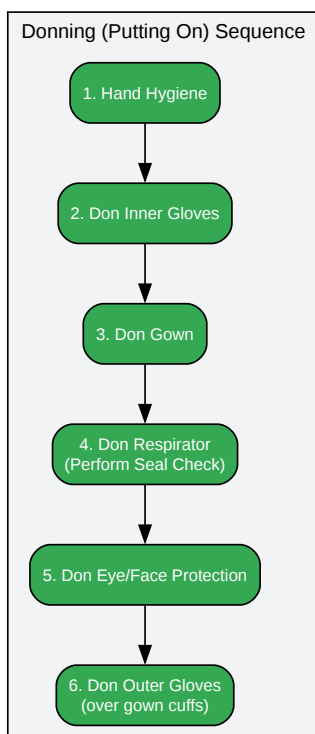 Donning (Putting On) Sequence
1. Hand Hygiene
2. Don Inner Gloves
3. Don Gown
4. Don Respirator
(Perform Seal Check)
5. Don Eye/Face Protection
6. Don Outer Gloves
(over gown cuffs)